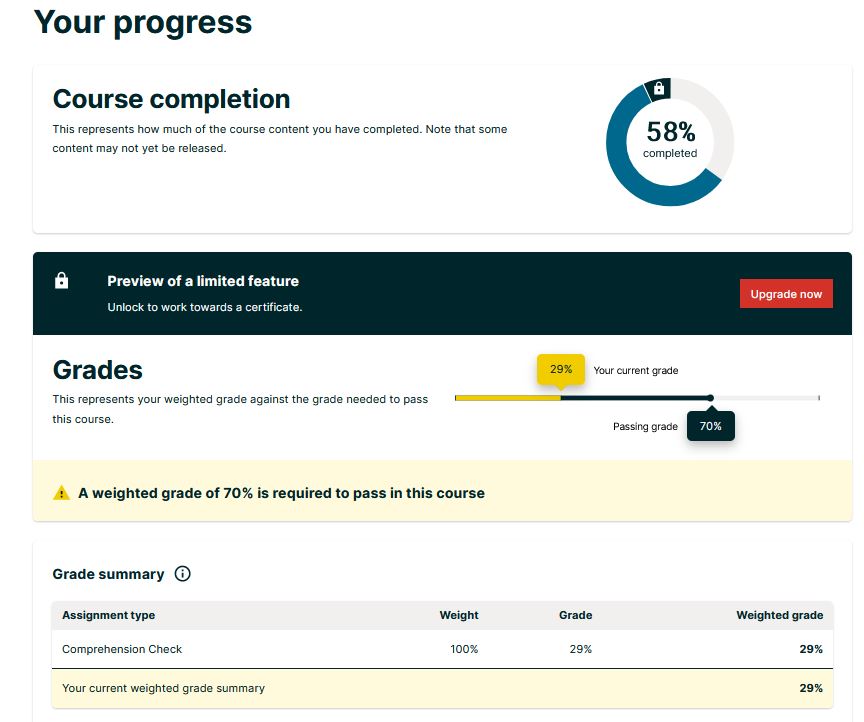 Your progress
Course completion
This represents how much of the course content you have completed. Note that some
content may not yet be released.
58%
completed
Preview of a limited feature
Unlock to work towards a certificate.
Upgrade now
Grades
This represents your weighted grade against the grade needed to pass
this course.
29%
Your current grade
Passing grade
70%
A weighted grade of 70% is required to pass in this course
Grade summary
Assignment type Weight Grade Weighted grade
Comprehension Check 100% 29% 29%
Your current weighted grade summary 29%